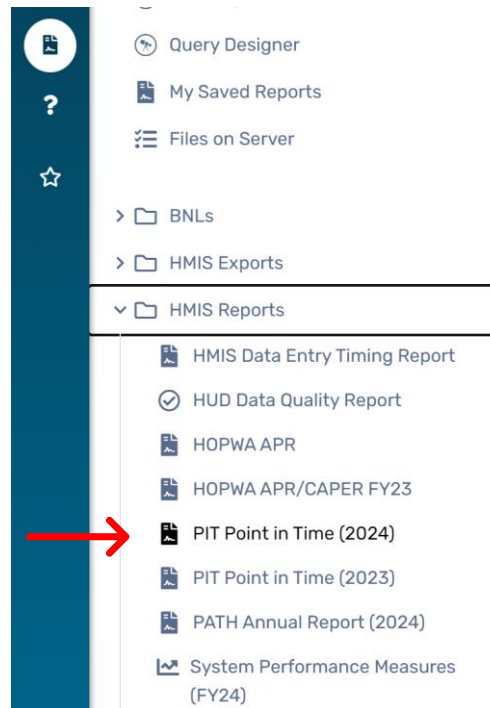 Query Designer
My Saved Reports
?
Files on Server
BNLs
HMIS Exports
HMIS Reports
HMIS Data Entry Timing Report
HUD Data Quality Report
HOPWA APR
HOPWA APR/CAPER FY23
PIT Point in Time (2024)
PIT Point in Time (2023)
PATH Annual Report (2024)
System Performance Measures
(FY24)